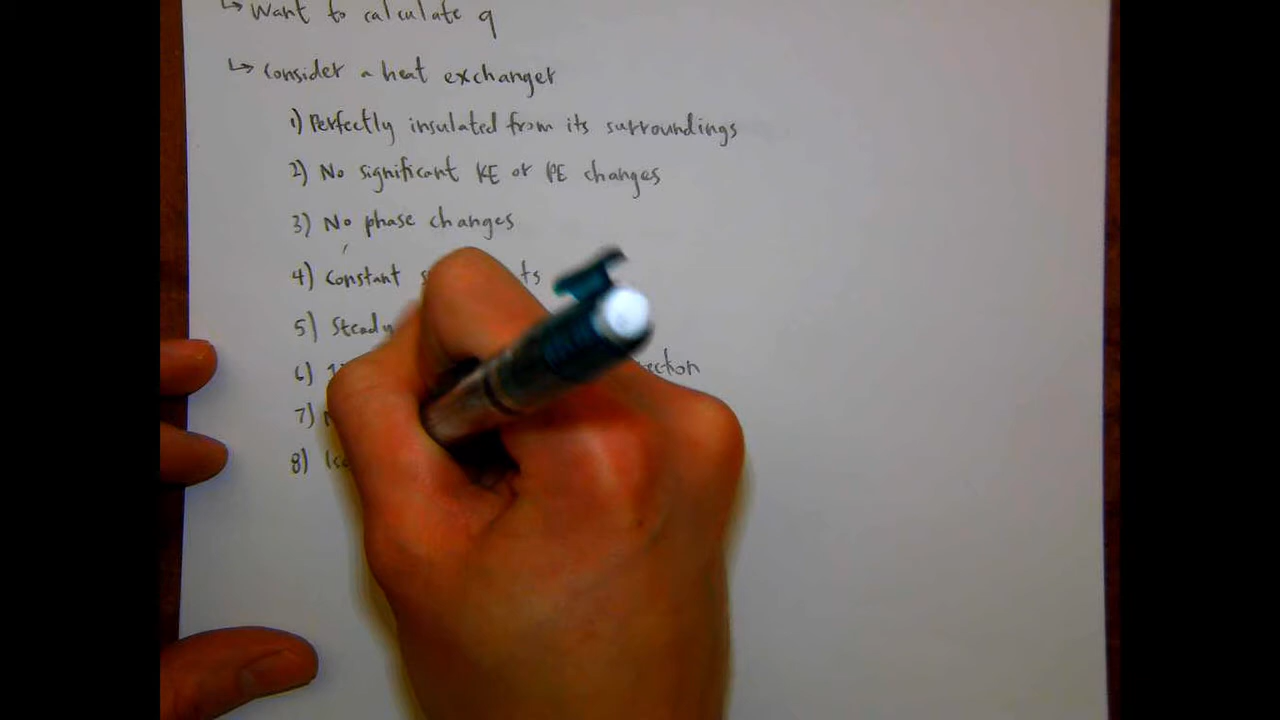 ↳ Want to calculate q
↳ Consider a heat exchanger
1) Perfectly insulated from its surroundings
2) No significant KE or PE changes
3) No phase changes
4) Constant
5) Steady
6)
7)
8)